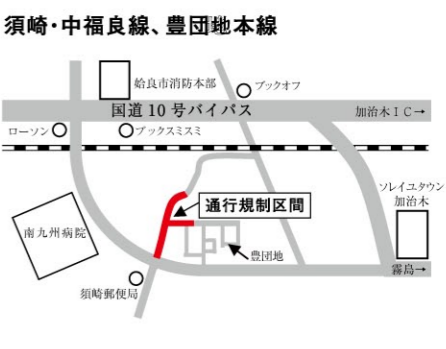 須崎・中福良線、豊団地本線
姶良市消防本部
ブックオフ
国道10号バイパス
加治木IC→
ローソン
ブックスミスミ
ソレイユタウン
加治木
通行規制区間
南九州病院
豊団地
霧島→
須崎郵便局